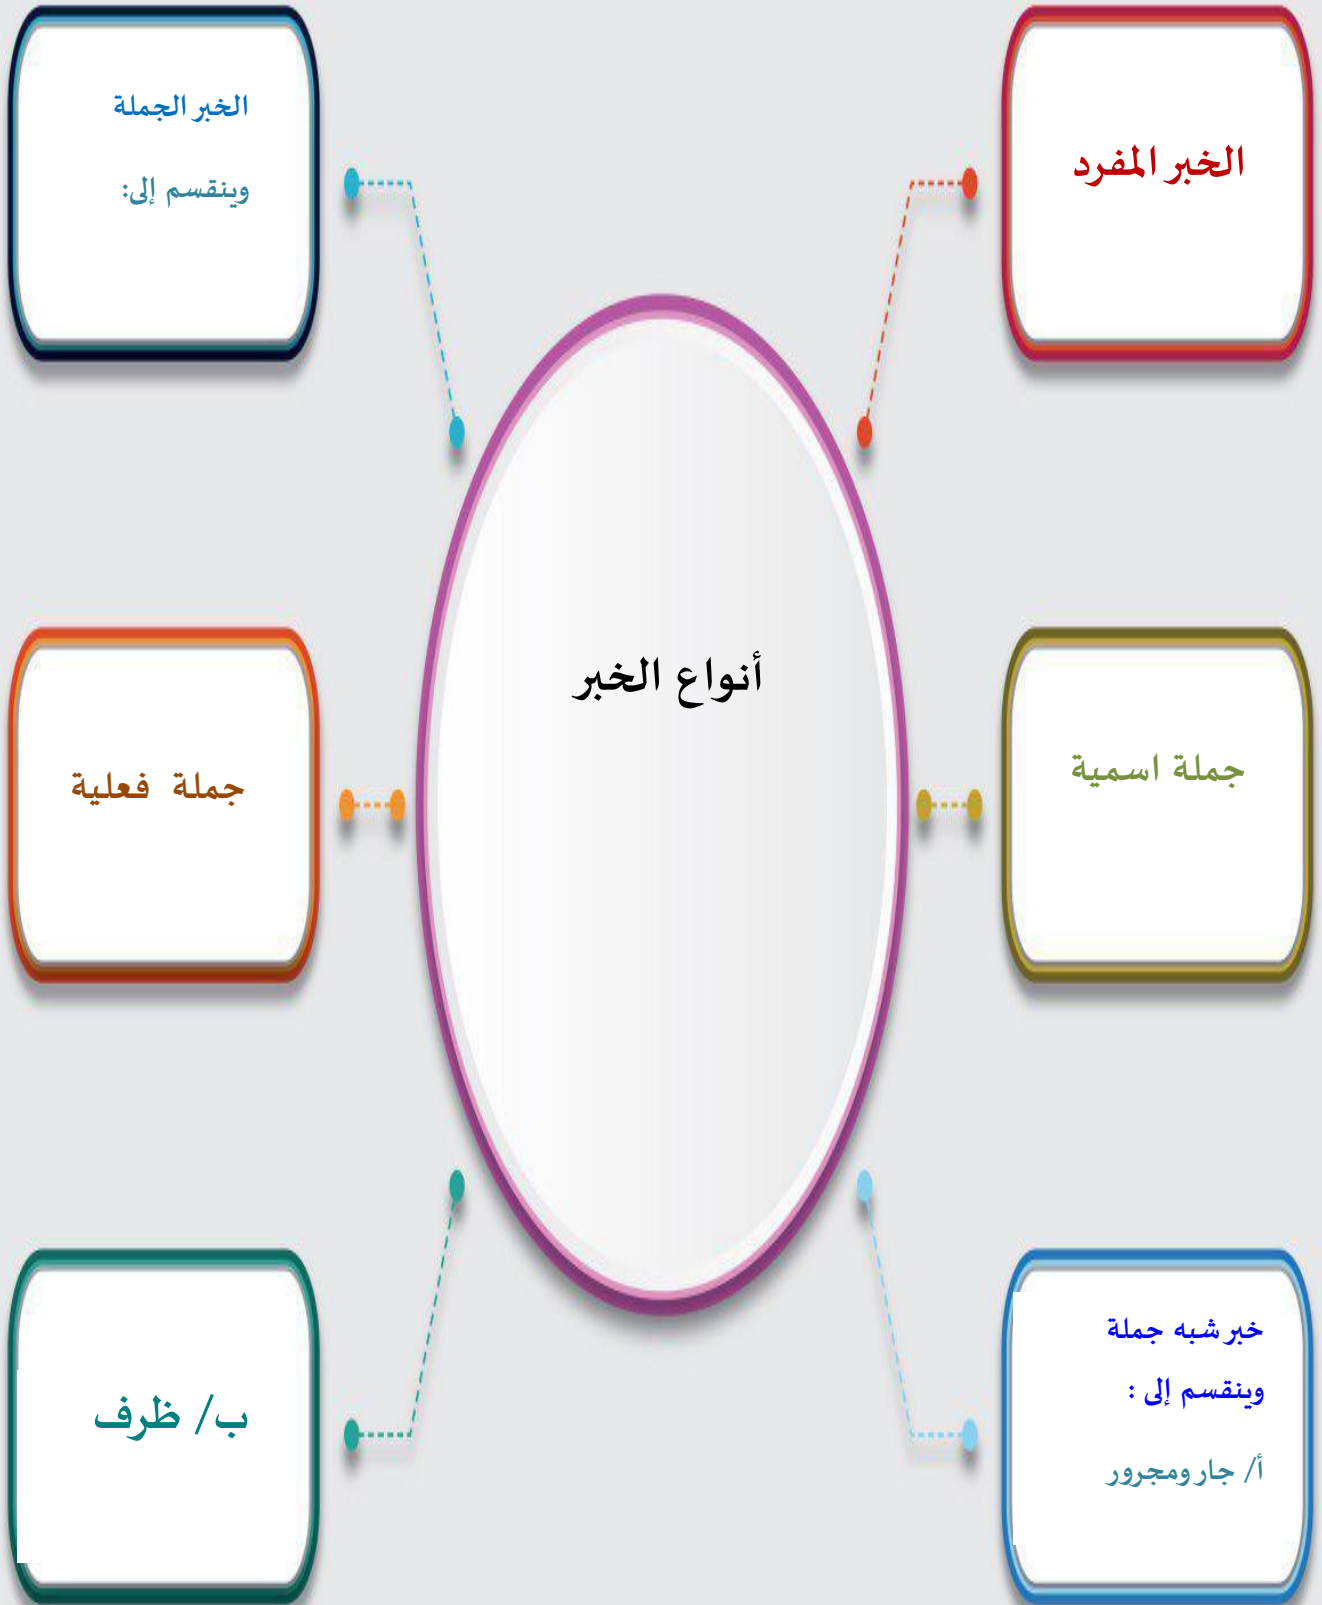 الخبر المفرد
الخبر الجملة
وينقسم إلى:
أنواع الخبر
جملة اسمية
جملة فعلية
خبر شبه جملة
وينقسم إلى :
أ/ جار ومجرور
ب/ ظرف